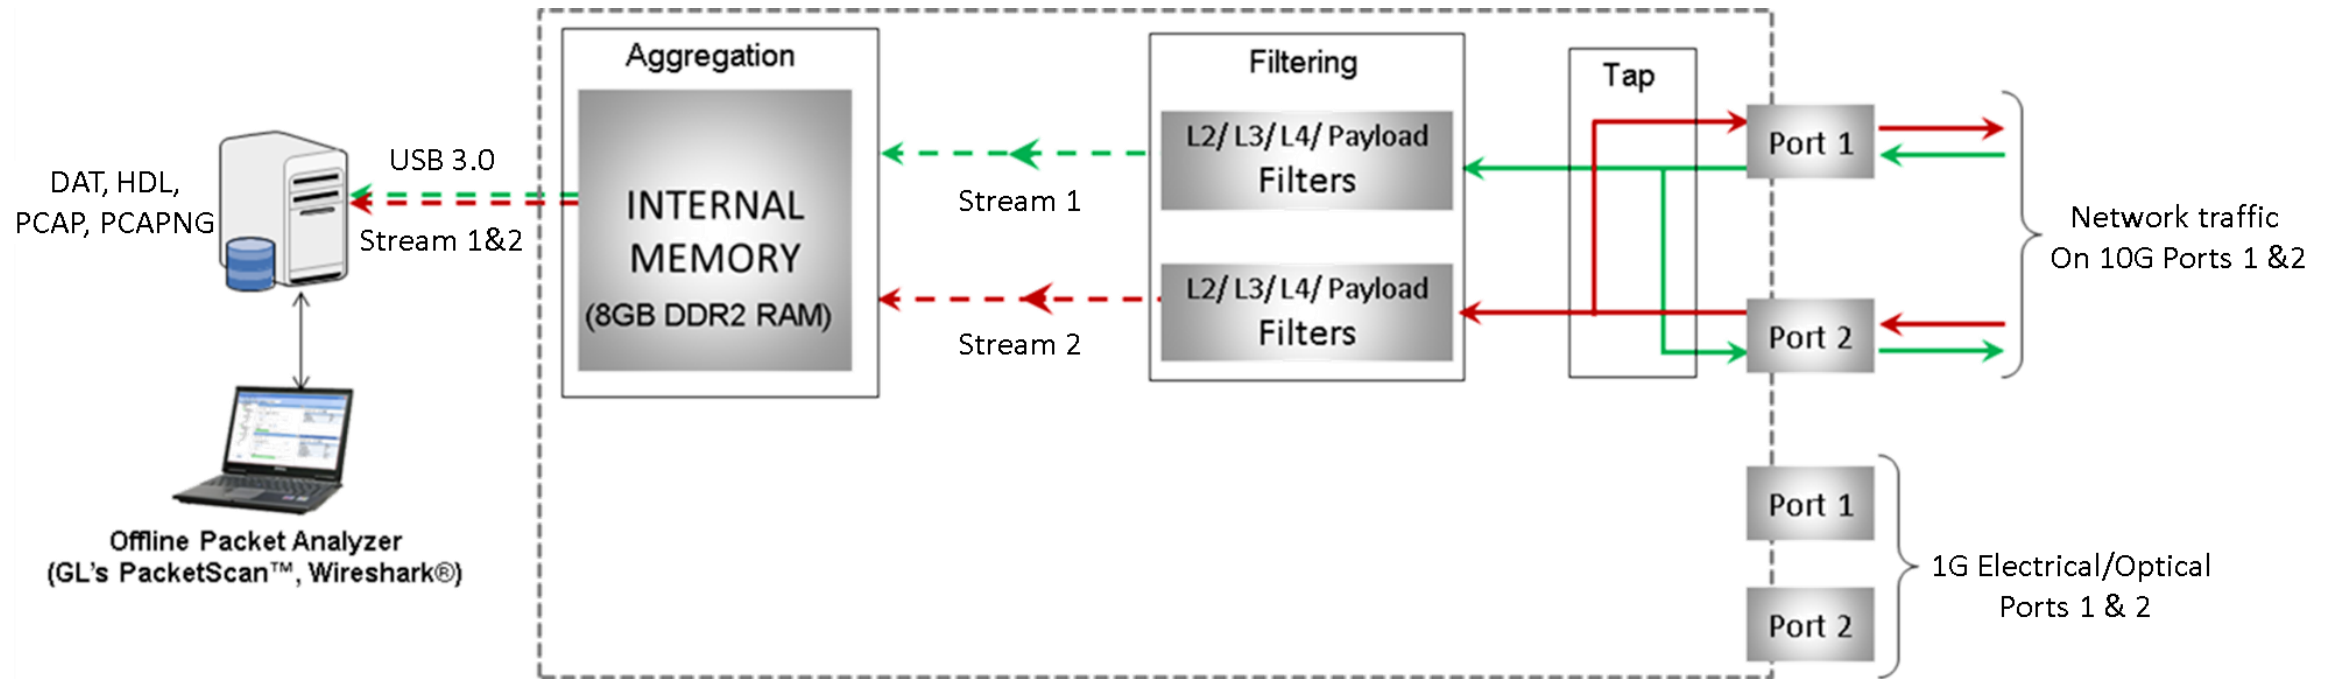 Aggregation
INTERNAL
MEMORY
(8GB DDR2 RAM)
Filtering
L2/ L3/ L4/ Payload
Filters
L2/ L3/ L4/ Payload
Filters
Tap
Port 1
Port 2
Network traffic
On 10G Ports 1 &2
USB 3.0
Stream 1&2
DAT, HDL,
PCAP, PCAPNG
Stream 1
Stream 2
Offline Packet Analyzer
(GL's PacketScan™, Wireshark®)
Port 1
Port 2
1G Electrical/Optical
Ports 1 & 2